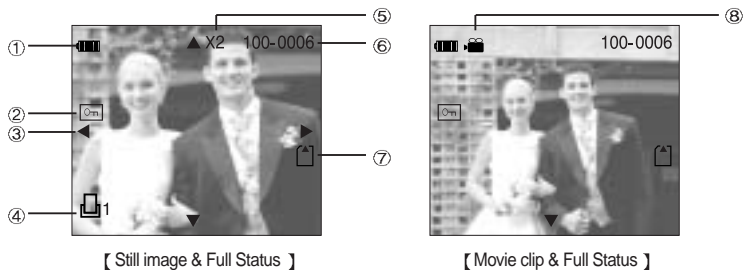 ⑤ ⑧
① X2 100-0006 ⑥ 100-0006
②
③
⑦
④ 1
【 Still image & Full Status 】 【 Movie clip & Full Status 】